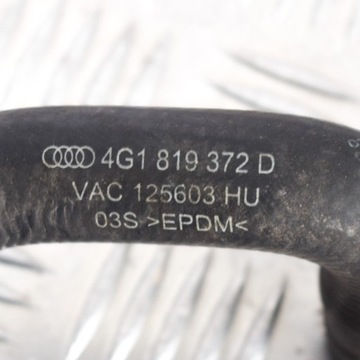 4G1 819 372 D
VAC 125603 HU
03S >EPDM<